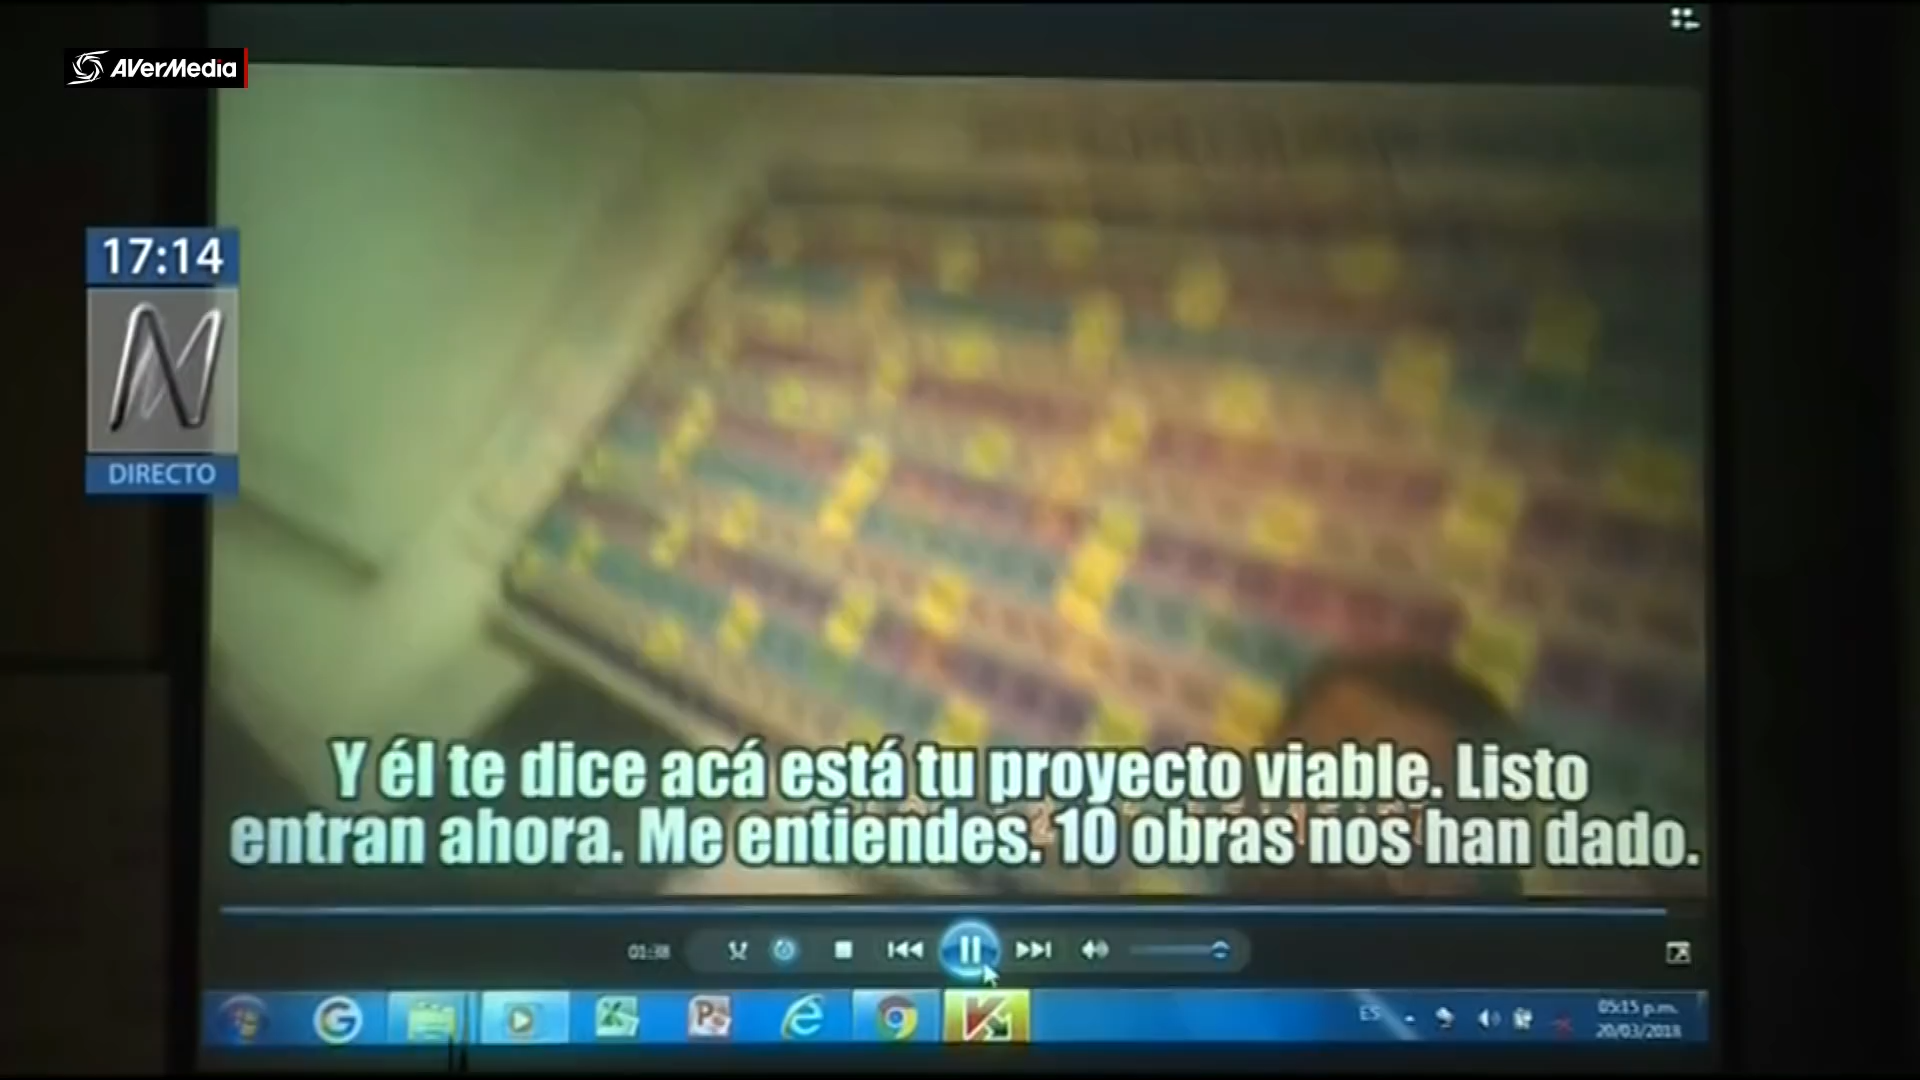 AVerMedia
17:14
DIRECTO
Y él te dice acá está tu proyecto viable. Listo
entran ahora. Me entiendes. 10 obras nos han dado.
01:38
ES
05:15 p.m.
20/03/2018